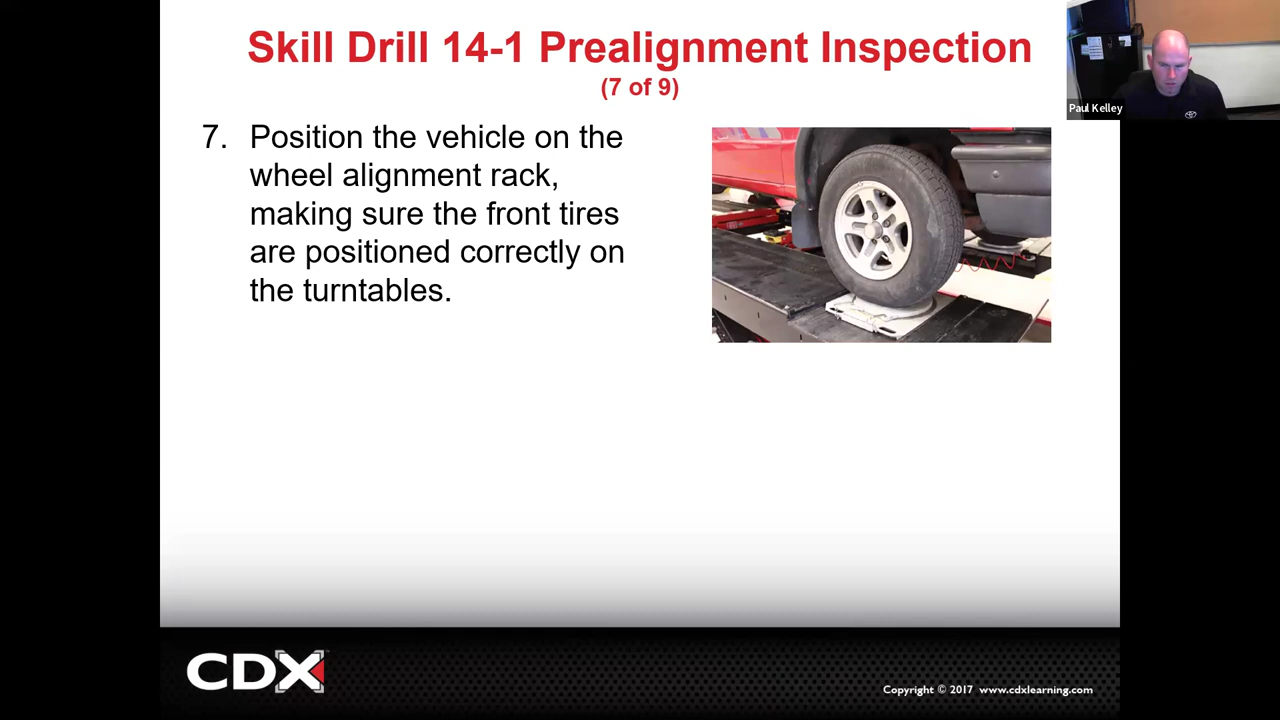 Skill Drill 14-1 Prealignment Inspection
(7 of 9)
Paul Kelley
7. Position the vehicle on the
wheel alignment rack,
making sure the front tires
are positioned correctly on
the turntables.
CDX
Copyright © 2017 www.cdxlearning.com